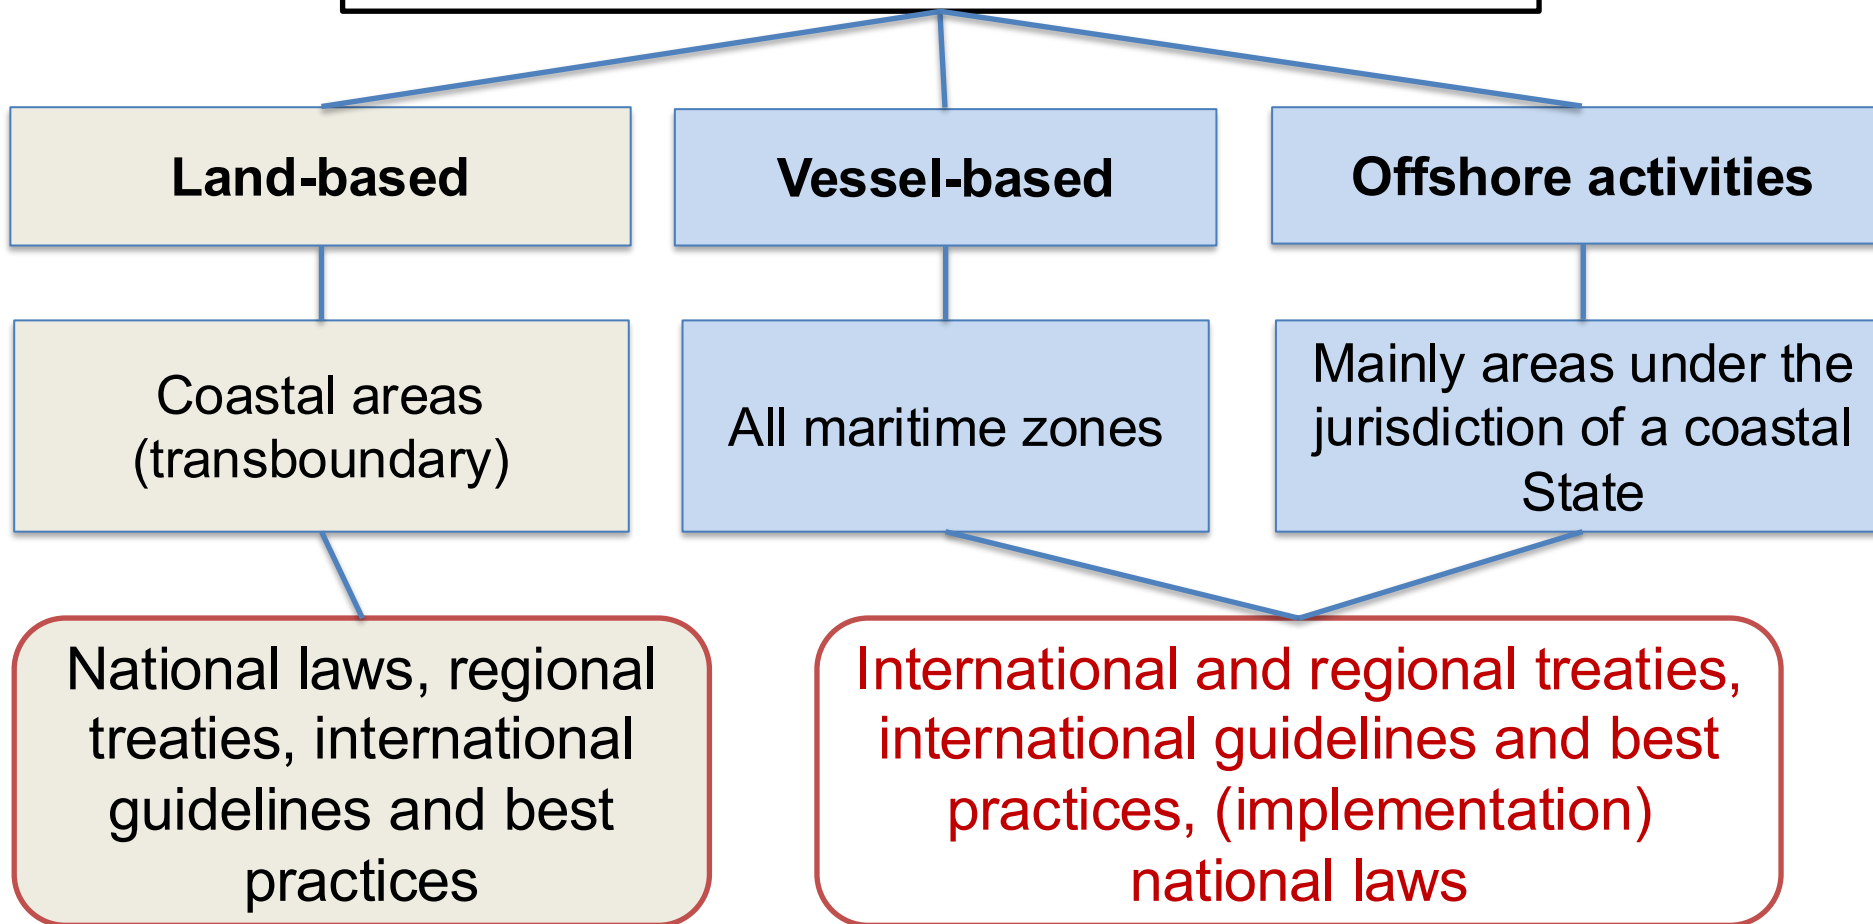 Land-based
Vessel-based
Offshore activities
Coastal areas
(transboundary)
All maritime zones
Mainly areas under the
jurisdiction of a coastal
State
National laws, regional
treaties, international
guidelines and best
practices
International and regional treaties,
international guidelines and best
practices, (implementation)
national laws